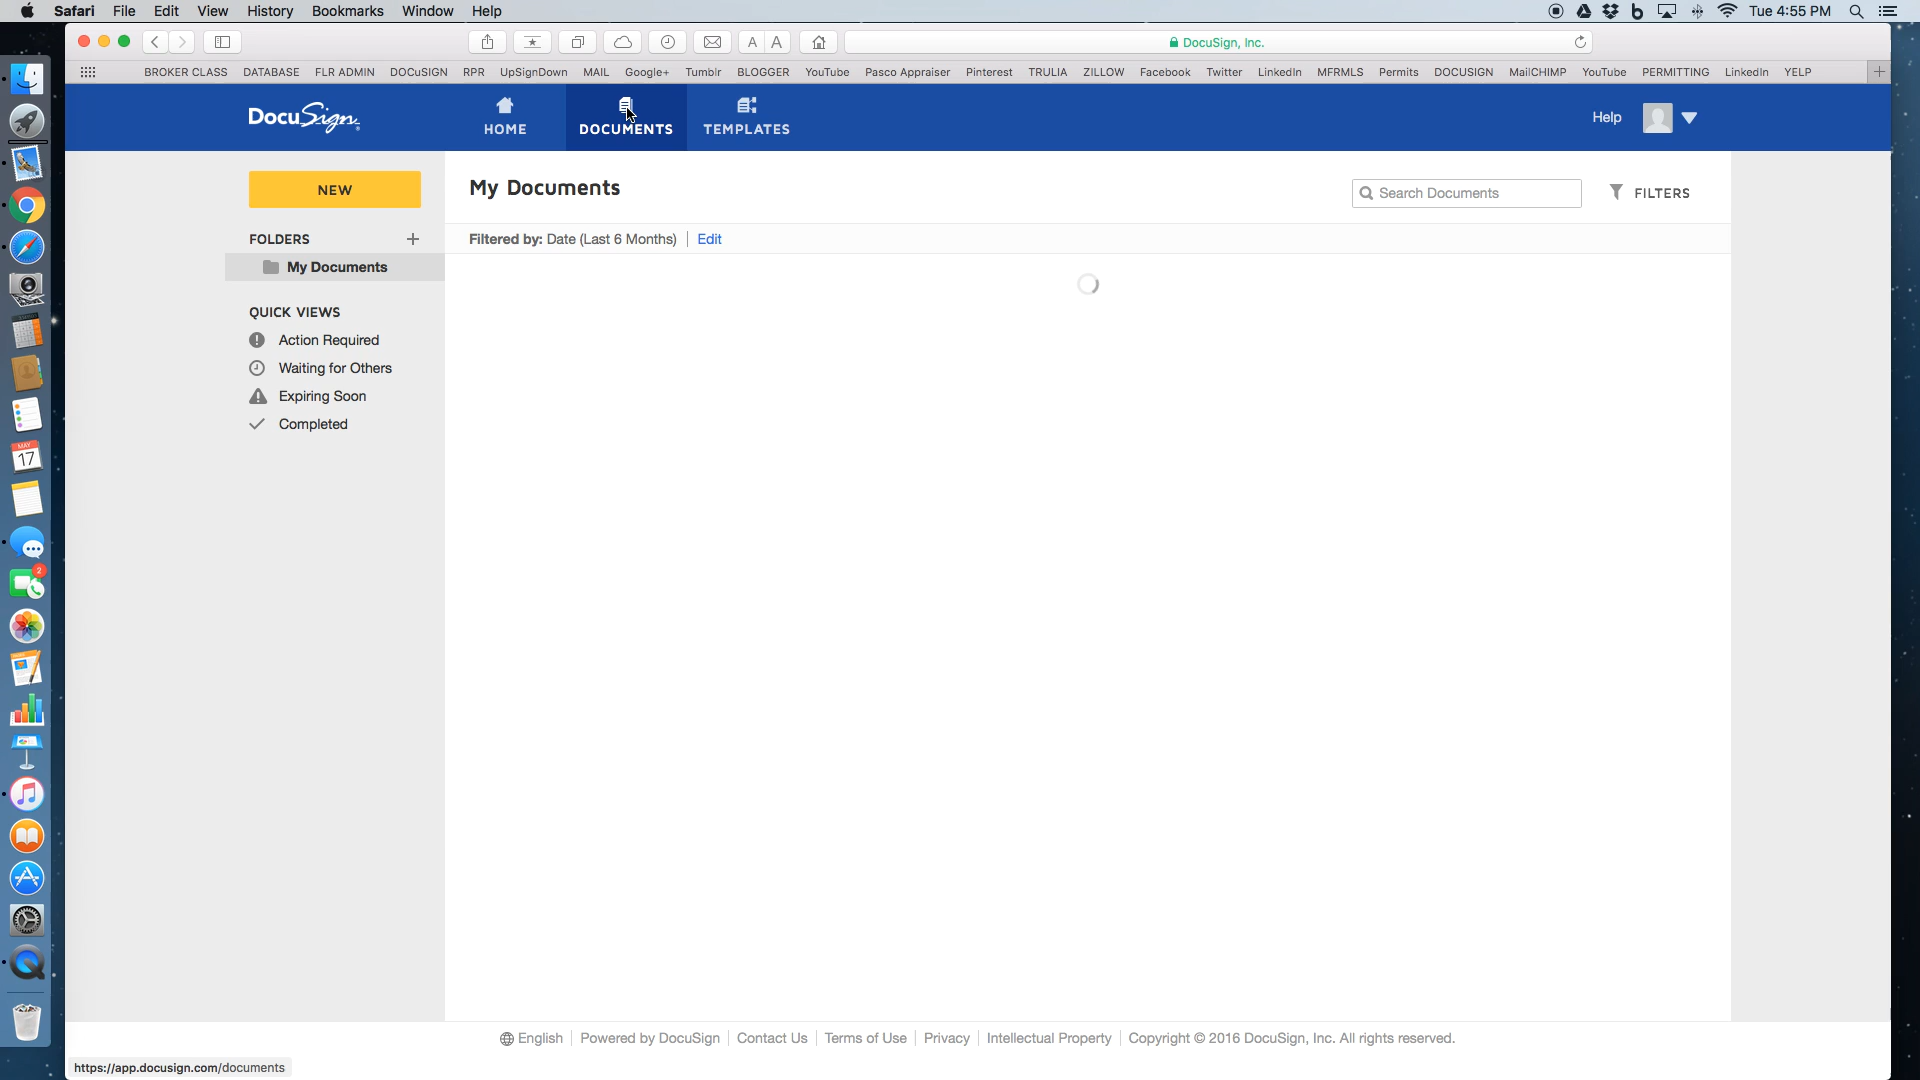 Safari File Edit View History Bookmarks Window Help Tue 4:55 PM
A A DocuSign, Inc.
BROKER CLASS DATABASE FLR ADMIN DOCuSIGN RPR UpSignDown MAIL Google+ Tumblr BLOGGER YouTube Pasco Appraiser Pinterest TRULIA ZILLOW Facebook Twitter LinkedIn MFRMLS Permits DOCUSIGN MailCHIMP YouTube PERMITTING LinkedIn YELP
DocuSign HOME DOCUMENTS TEMPLATES Help
NEW
My Documents
Search Documents FILTERS
FOLDERS
Filtered by: Date (Last 6 Months) Edit
My Documents
QUICK VIEWS
Action Required
Waiting for Others
Expiring Soon
Completed
MAY
17
2
English Powered by DocuSign Contact Us Terms of Use Privacy Intellectual Property Copyright © 2016 DocuSign, Inc. All rights reserved.
https://app.docusign.com/documents